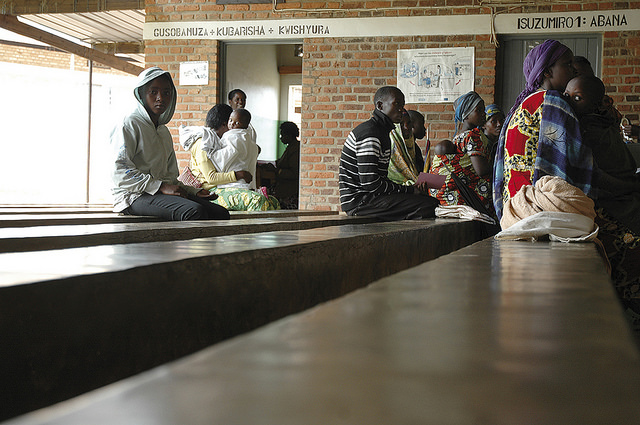 GUSOBANUZA + KUBARISHA + KWISHYURA
ISUZUMIRO 1 : ABANA